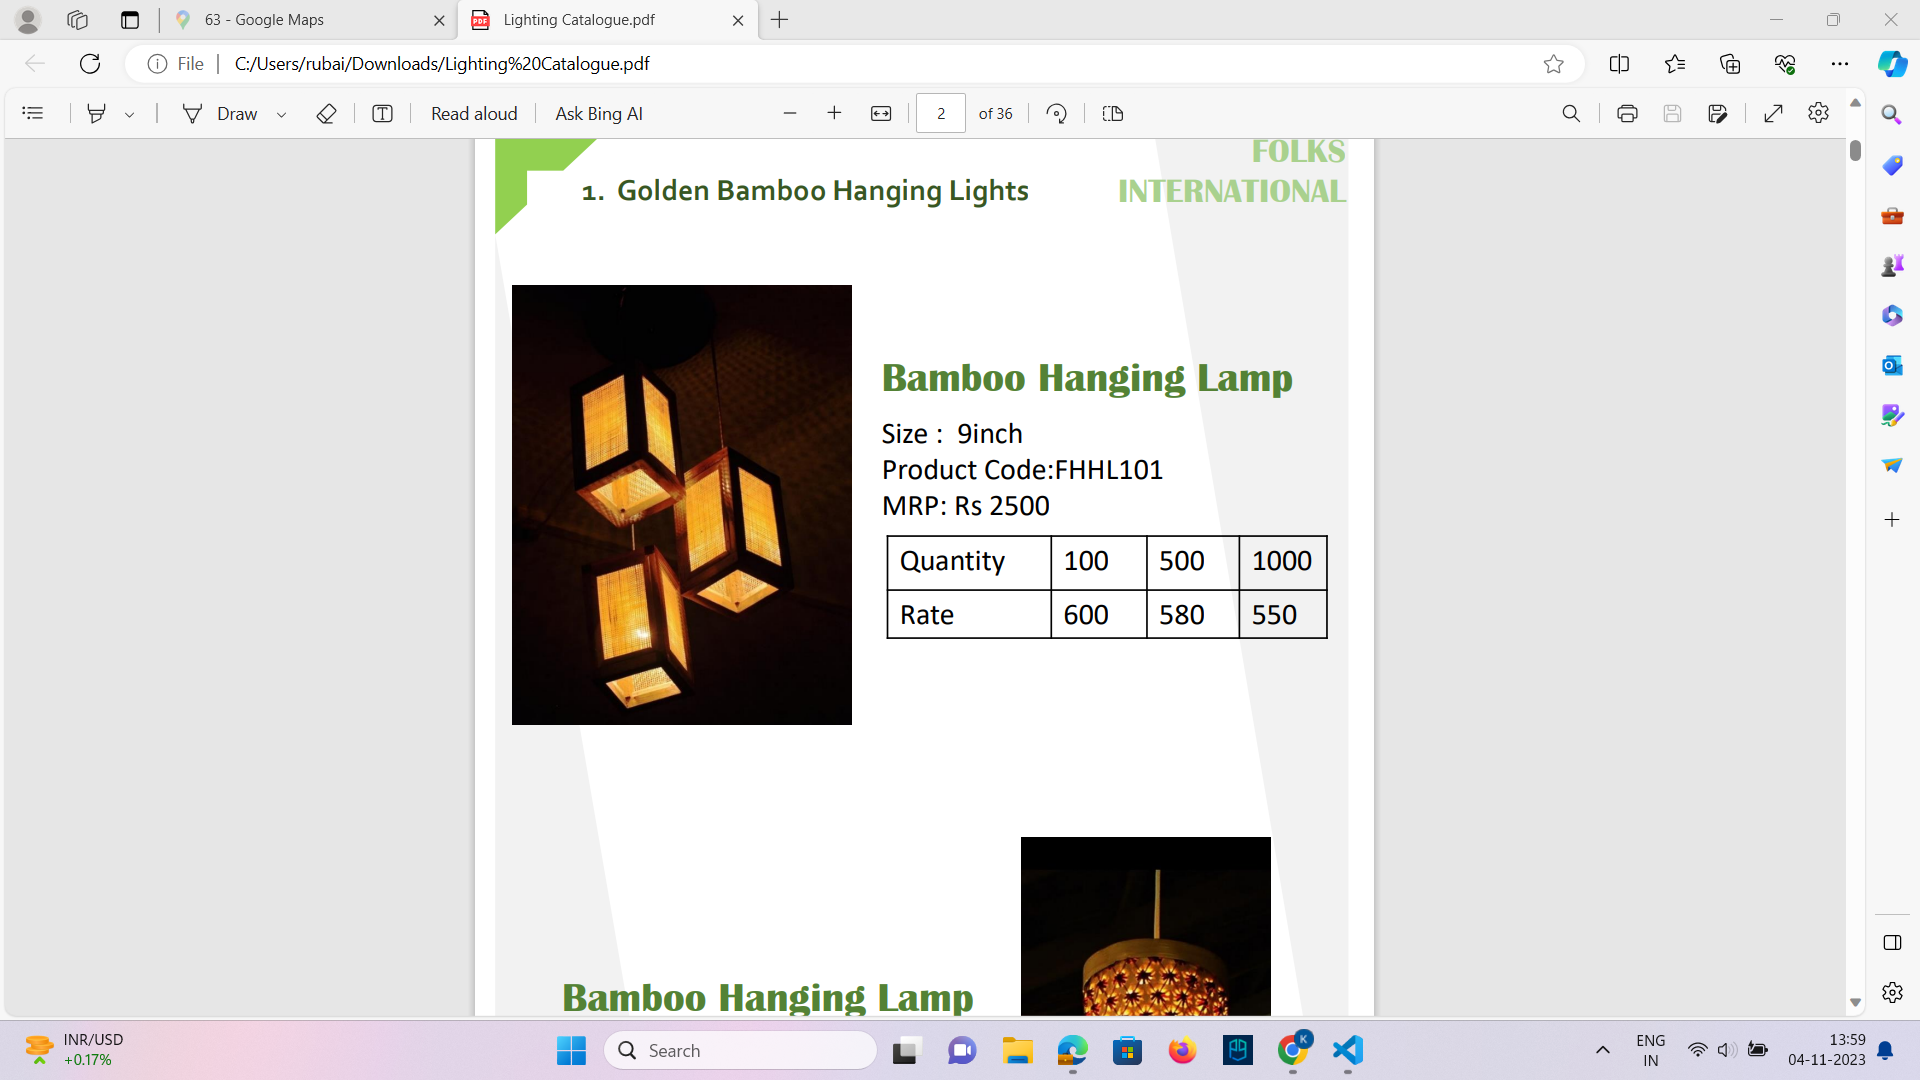 63 - Google Maps
Lighting Catalogue.pdf
File
C:/Users/rubai/Downloads/Lighting%20Catalogue.pdf
Draw
Read aloud
Ask Bing AI
2
of 36
FOLKS
INTERNATIONAL
1. Golden Bamboo Hanging Lights
Bamboo Hanging Lamp
Size : 9inch
Product Code:FHHL101
MRP: Rs 2500
Quantity 100 500 1000
Rate 600 580 550
Bamboo Hanging Lamp
INR/USD
+0.17%
Search
K
ENG
IN
13:59
04-11-2023